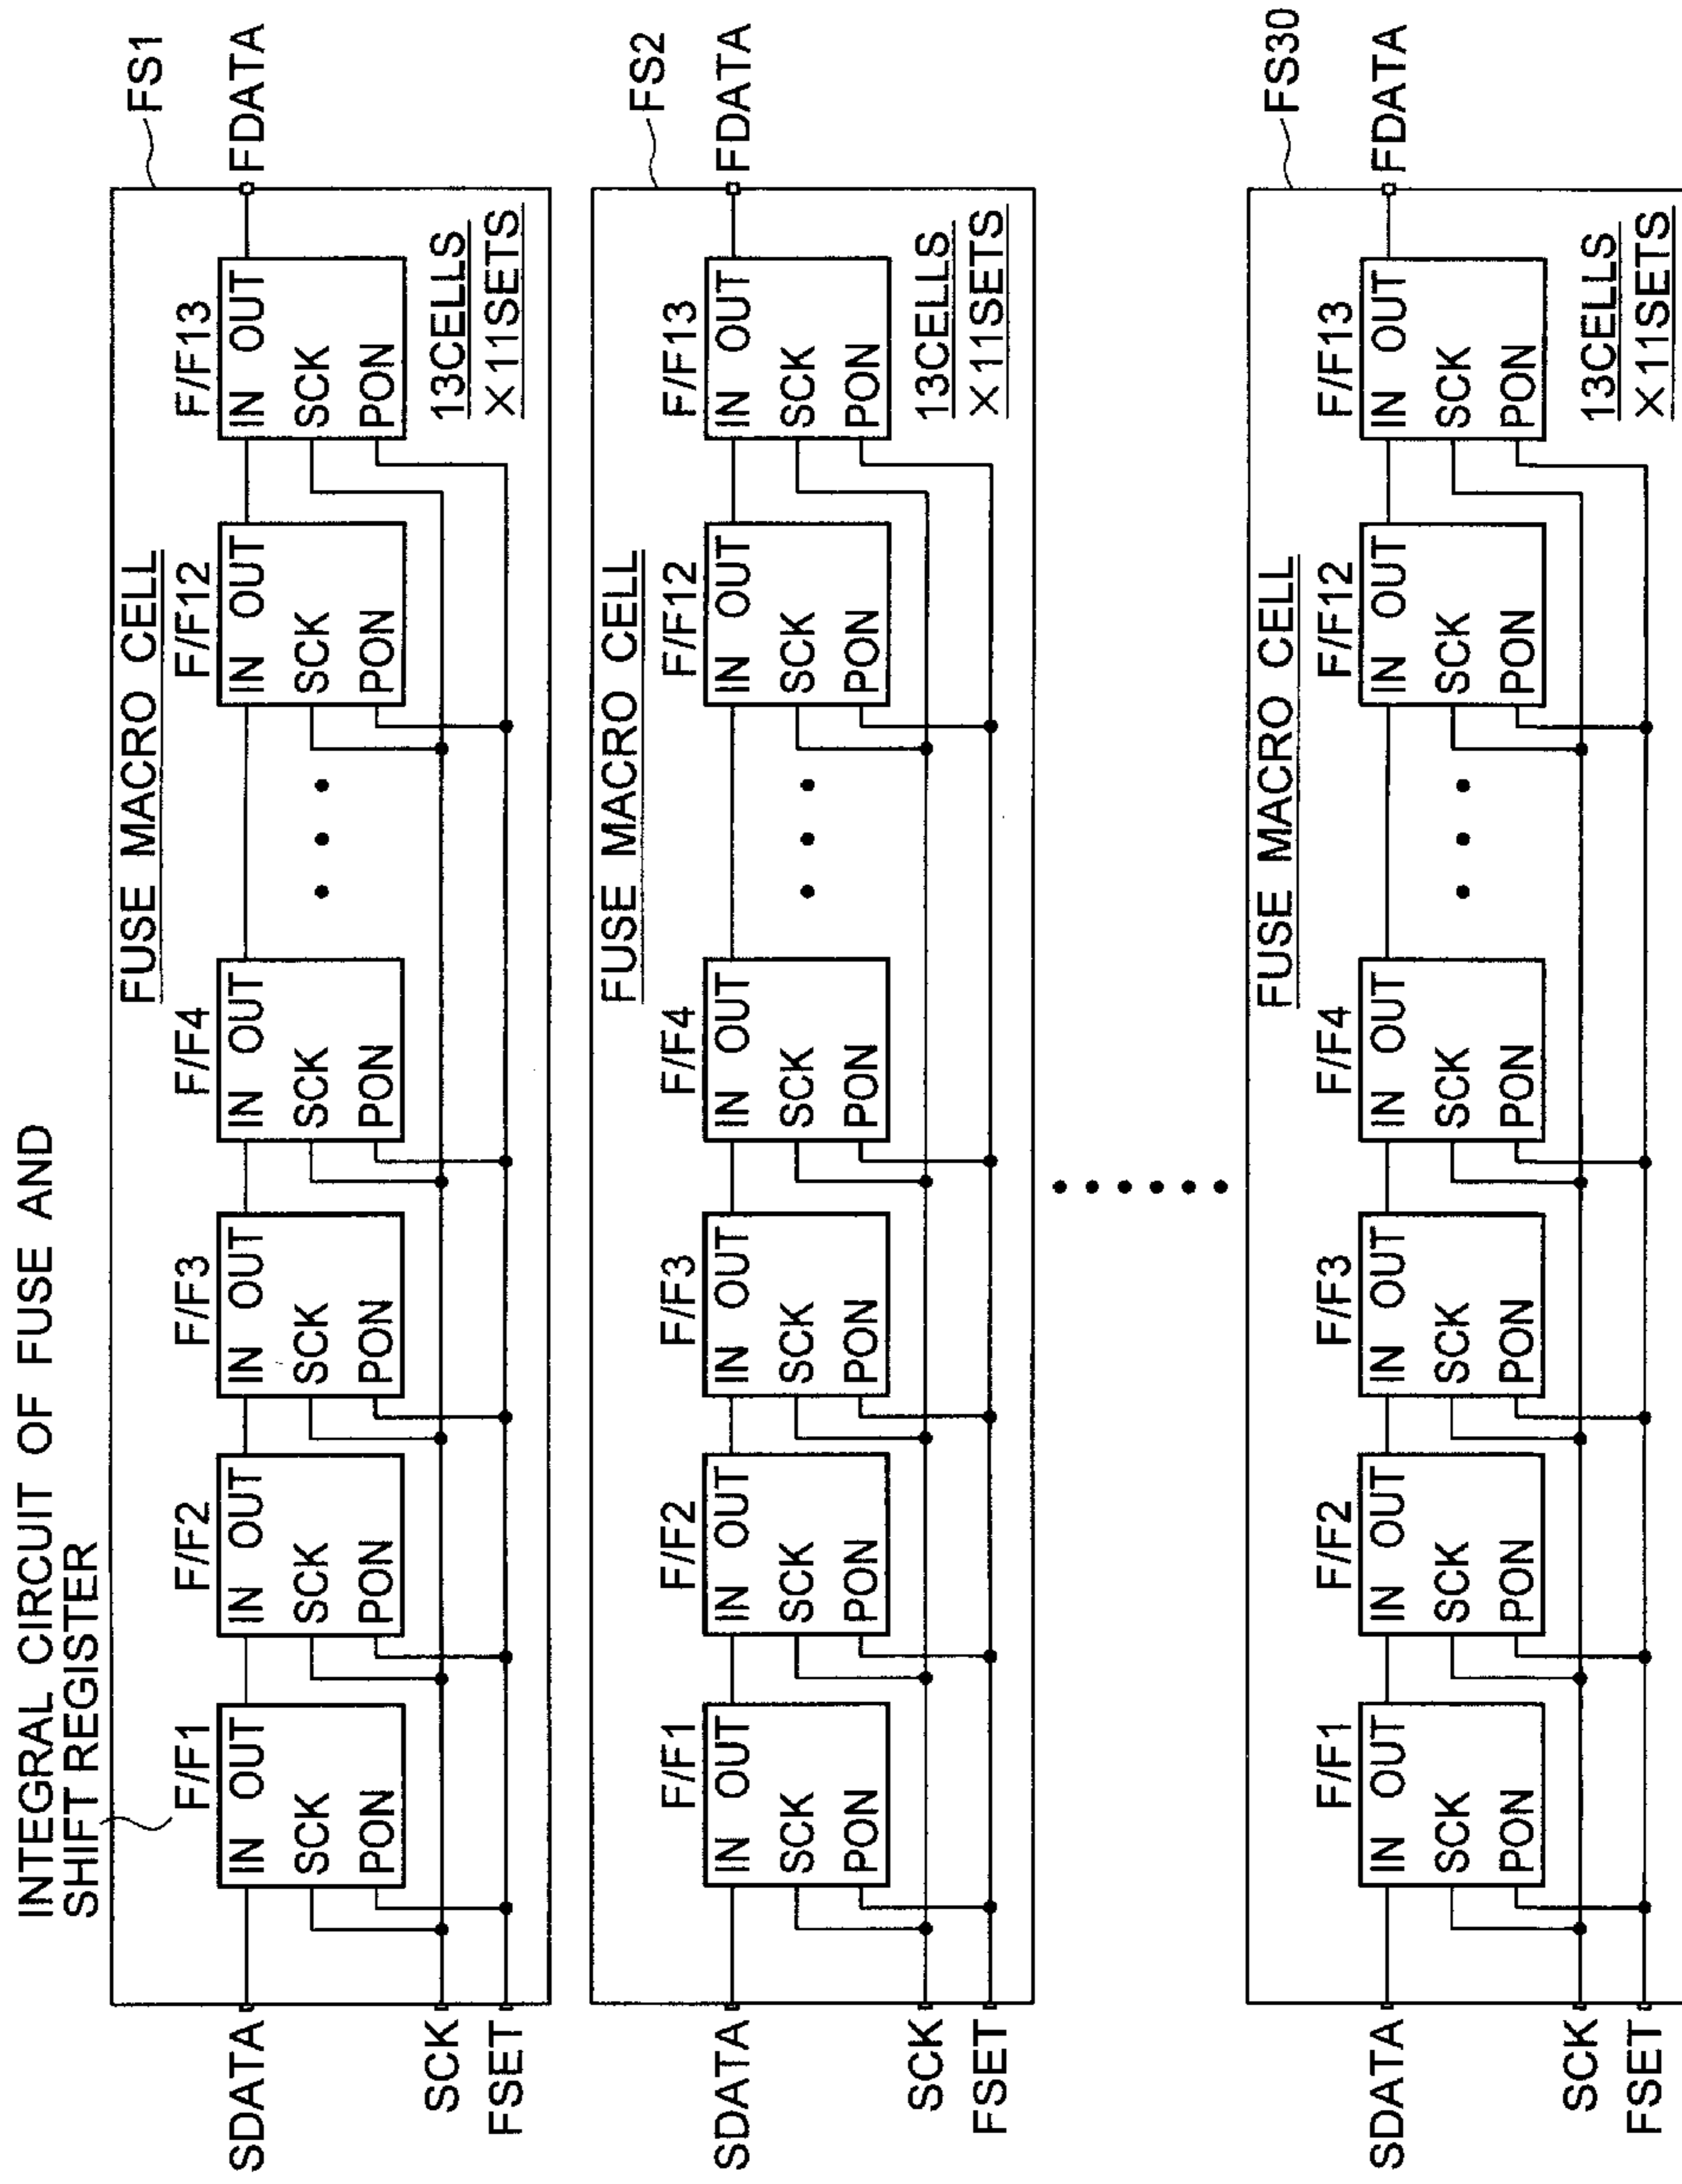 INTEGRAL CIRCUIT OF FUSE AND
SHIFT REGISTER
FUSE MACRO CELL
FS1
F/F1
F/F2
F/F3
F/F4
F/F12
F/F13
SDATA
IN OUT
IN OUT
IN OUT
IN OUT
IN OUT
IN OUT
FDATA
SCK
SCK
SCK
SCK
SCK
SCK
PON
PON
PON
PON
PON
PON
SCK
13CELLS
FSET
×11SETS
FUSE MACRO CELL
FS2
F/F1
F/F2
F/F3
F/F4
F/F12
F/F13
SDATA
IN OUT
IN OUT
IN OUT
IN OUT
IN OUT
IN OUT
FDATA
SCK
SCK
SCK
SCK
SCK
SCK
PON
PON
PON
PON
PON
PON
SCK
13CELLS
FSET
×11SETS
FUSE MACRO CELL
FS30
F/F1
F/F2
F/F3
F/F4
F/F12
F/F13
SDATA
IN OUT
IN OUT
IN OUT
IN OUT
IN OUT
IN OUT
FDATA
SCK
SCK
SCK
SCK
SCK
SCK
PON
PON
PON
PON
PON
PON
SCK
13CELLS
FSET
×11SETS